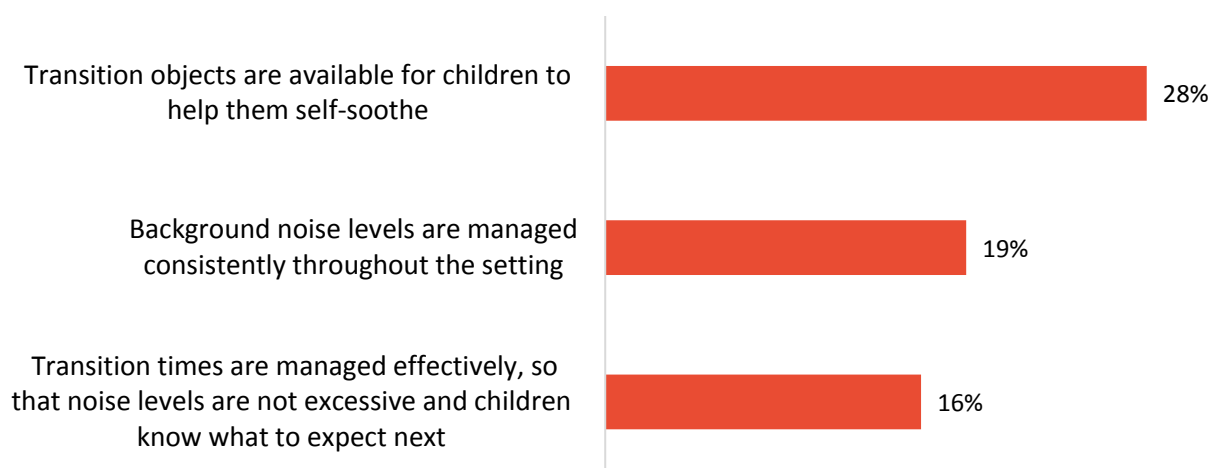 Transition objects are available for children to
help them self-soothe
28%
Background noise levels are managed
consistently throughout the setting
19%
Transition times are managed effectively, so
that noise levels are not excessive and children
know what to expect next
16%